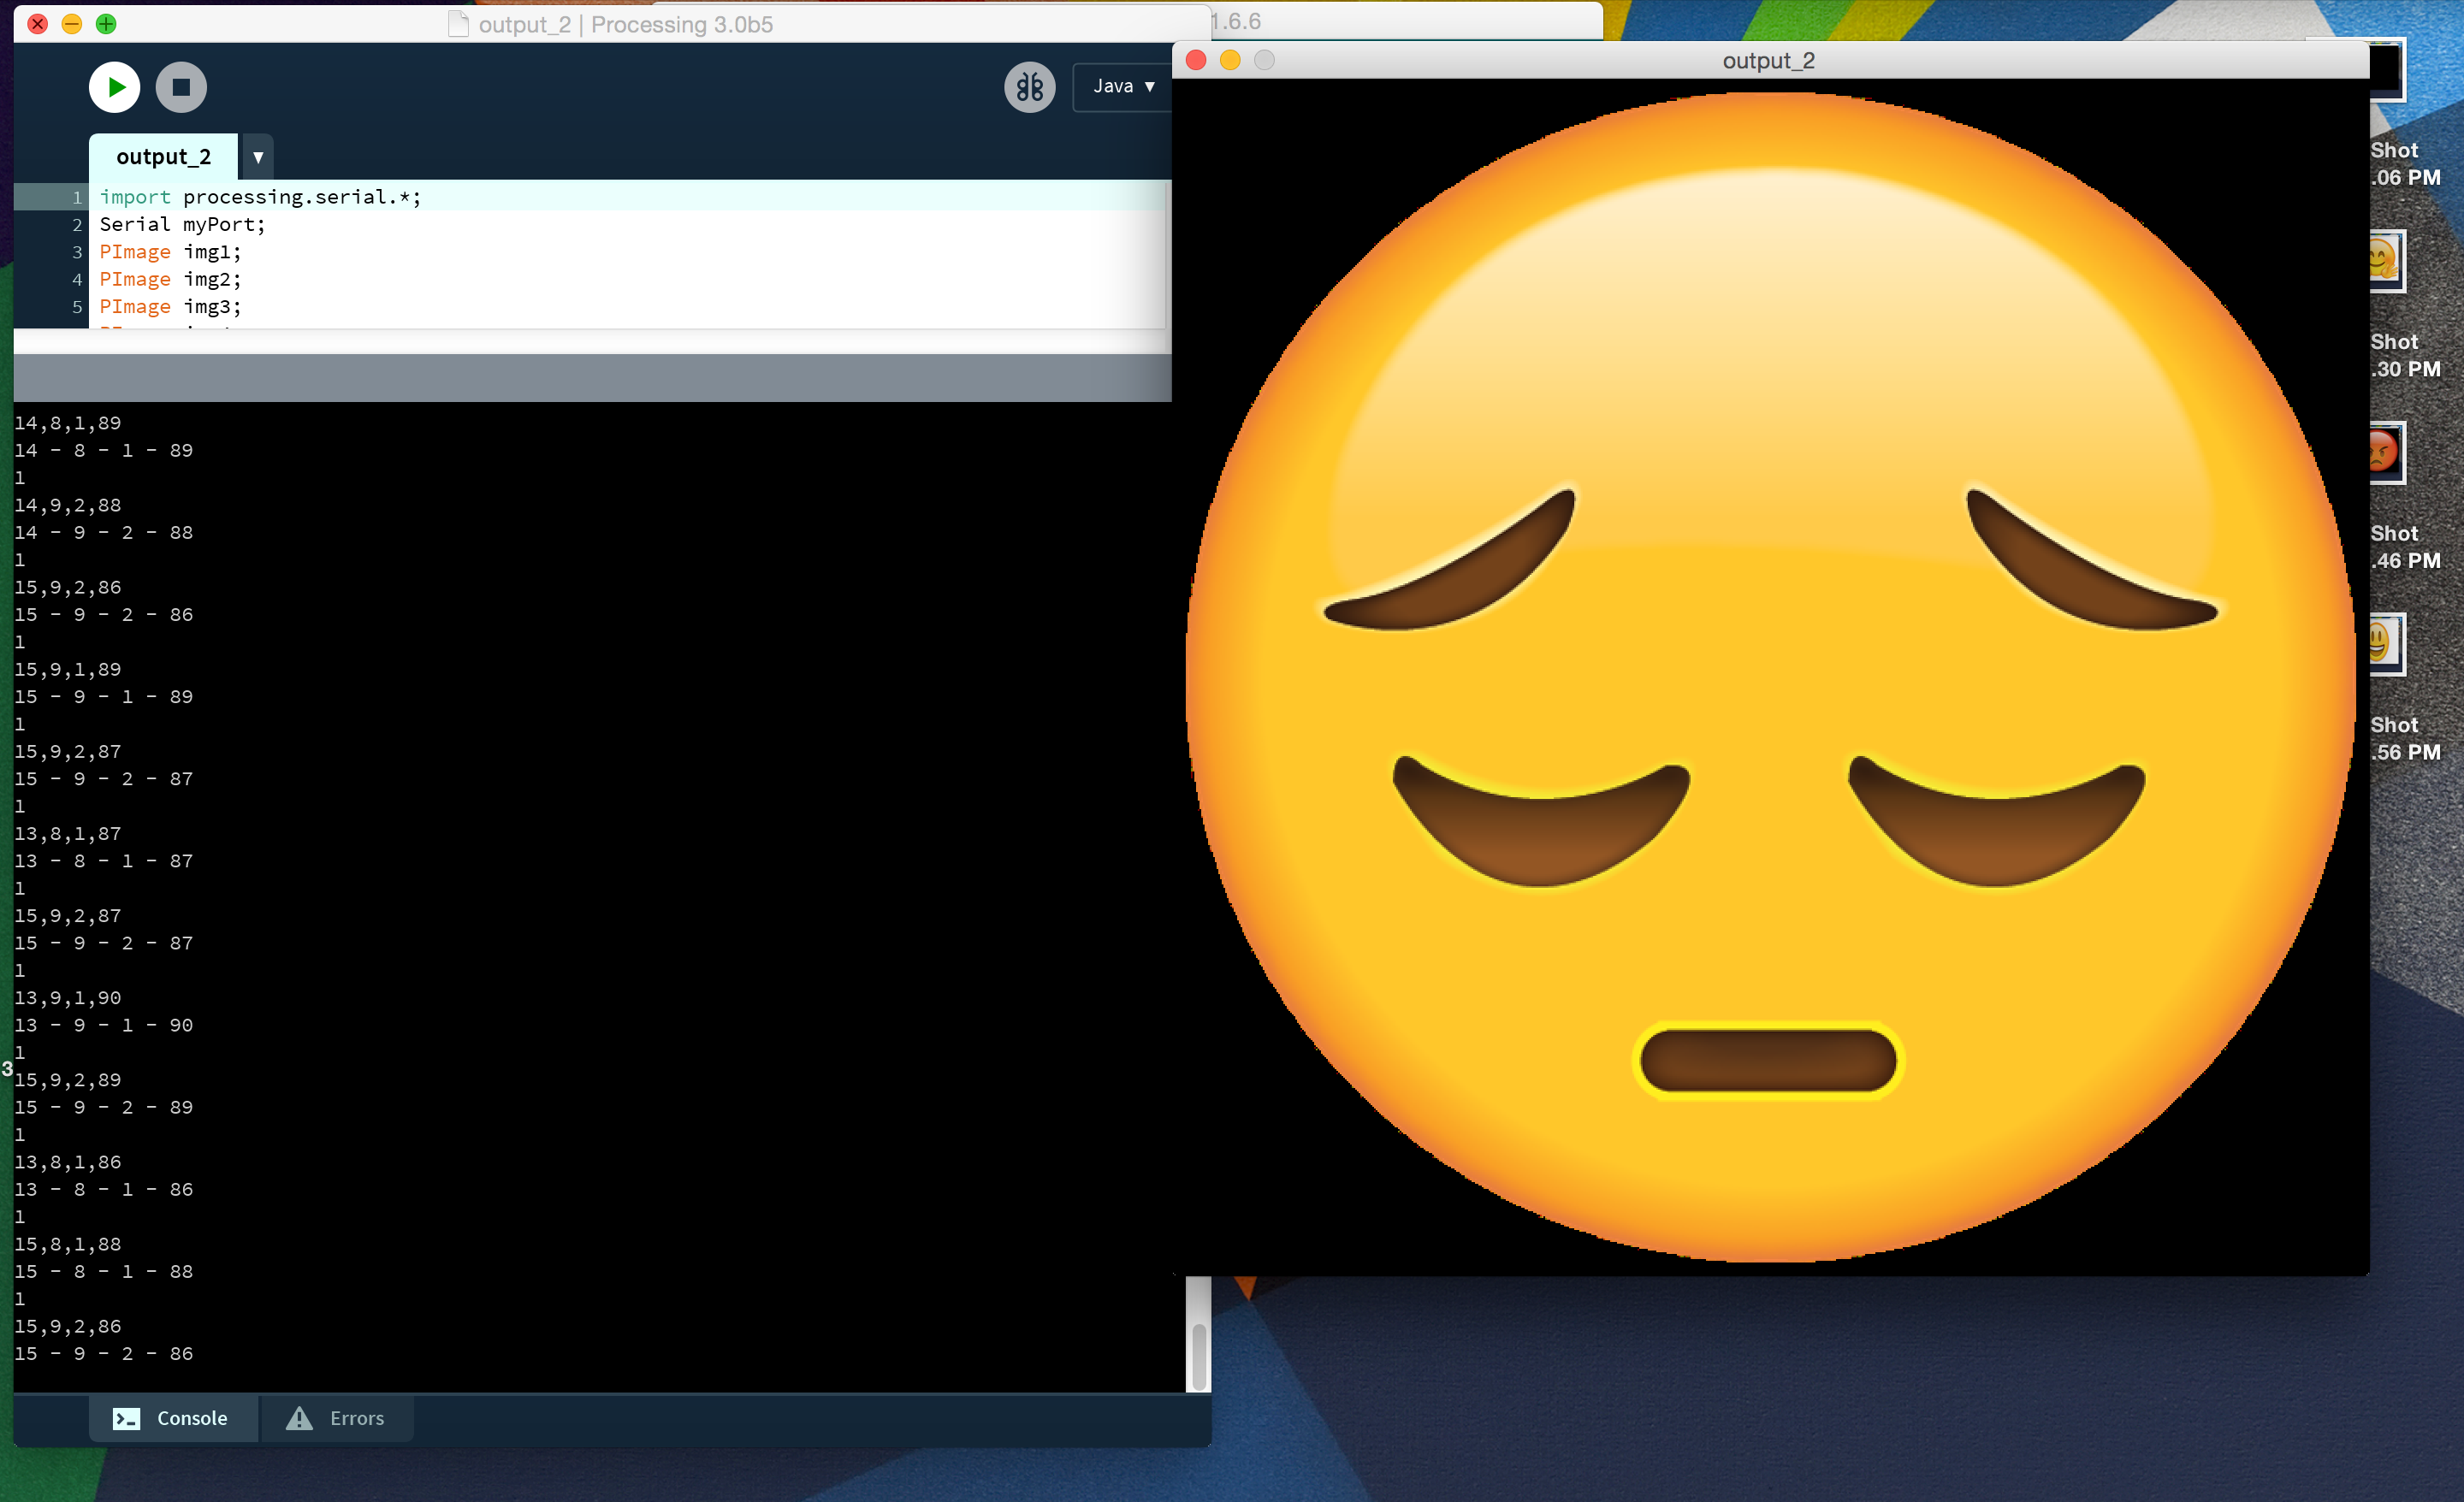 output_2 | Processing 3.0b5
1.6.6
output_2
Java
output_2
1 import processing.serial.*;
2 Serial myPort;
3 PImage img1;
4 PImage img2;
5 PImage img3;
14,8,1,89
14 - 8 - 1 - 89
1
14,9,2,88
14 - 9 - 2 - 88
1
15,9,2,86
15 - 9 - 2 - 86
1
15,9,1,89
15 - 9 - 1 - 89
1
15,9,2,87
15 - 9 - 2 - 87
1
13,8,1,87
13 - 8 - 1 - 87
1
15,9,2,87
15 - 9 - 2 - 87
1
13,9,1,90
13 - 9 - 1 - 90
1
15,9,2,89
15 - 9 - 2 - 89
1
13,8,1,86
13 - 8 - 1 - 86
1
15,8,1,88
15 - 8 - 1 - 88
1
15,9,2,86
15 - 9 - 2 - 86
Console
Errors
3
Shot
.06 PM
Shot
.30 PM
Shot
.46 PM
Shot
.56 PM